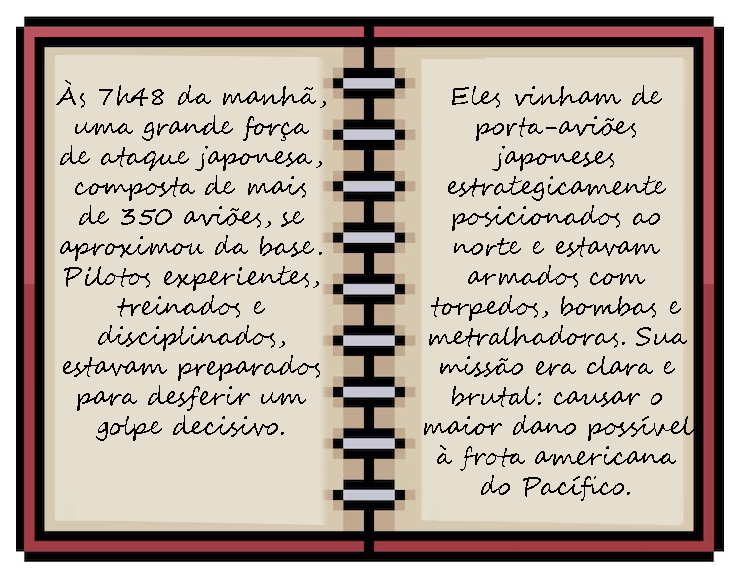 Às 7h48 da manhã,
uma grande força
de ataque japonesa,
composta de mais
de 350 aviões, se
aproximou da base.
Pilotos experientes,
treinados e
disciplinados,
estavam preparados
para desferir um
golpe decisivo.
Eles vinham de
porta-aviões
japoneses
estrategicamente
posicionados ao
norte e estavam
armados com
torpedos, bombas e
metralhadoras. Sua
missão era clara e
brutal: causar o
maior dano possível
à frota americana
do Pacífico.